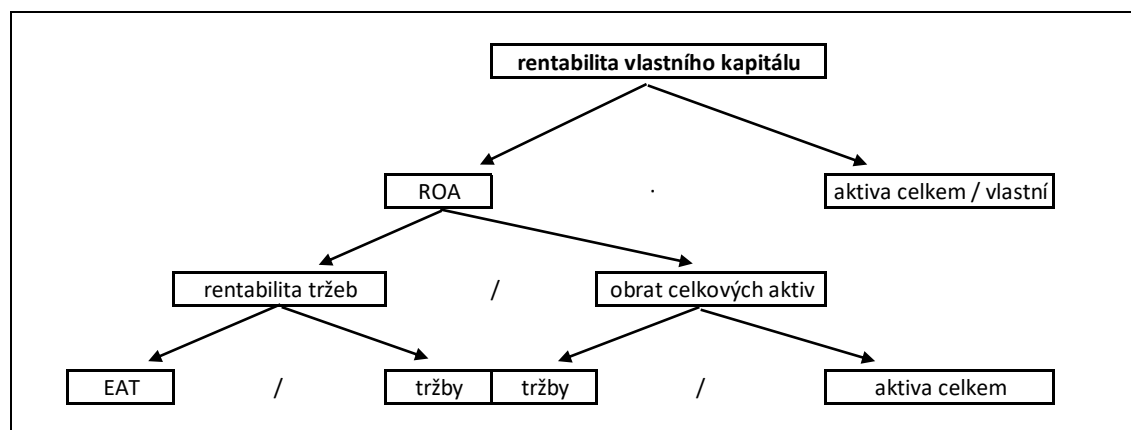 rentabilita vlastního kapitálu
ROA · aktiva celkem / vlastní
rentabilita tržeb / obrat celkových aktiv
EAT / tržby tržby / aktiva celkem